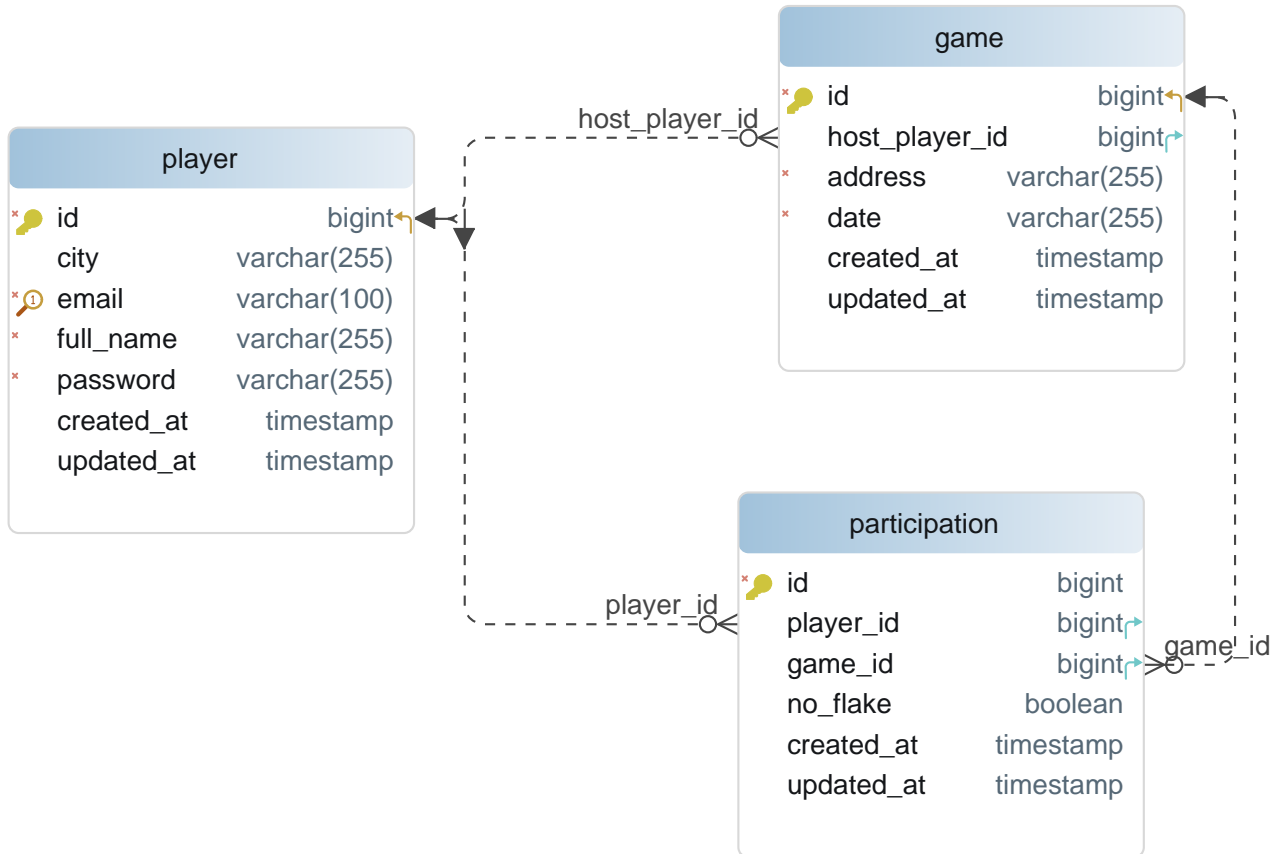 game
id bigint
host_player_id bigint
address varchar(255)
date varchar(255)
created_at timestamp
updated_at timestamp
host_player_id
player
id bigint
city varchar(255)
email varchar(100)
1
full_name varchar(255)
password varchar(255)
created_at timestamp
updated_at timestamp
participation
id bigint
player_id bigint
game_id bigint
no_flake boolean
created_at timestamp
updated_at timestamp
player_id
game_id